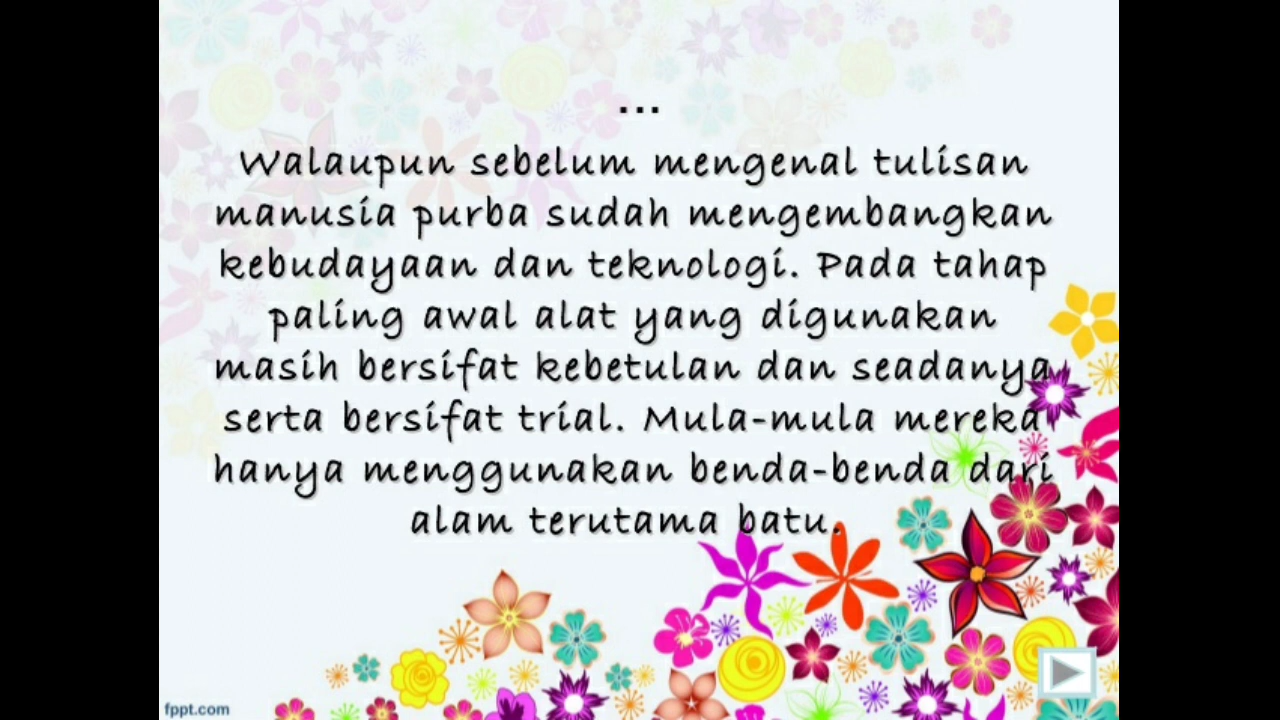 ...
Walaupun sebelum mengenal tulisan
manusia purba sudah mengembangkan
kebudayaan dan teknologi. Pada tahap
paling awal alat yang digunakan
masih bersifat kebetulan dan seadanya
serta bersifat trial. Mula-mula mereka
hanya menggunakan benda-benda dari
alam terutama batu.
fppt.com